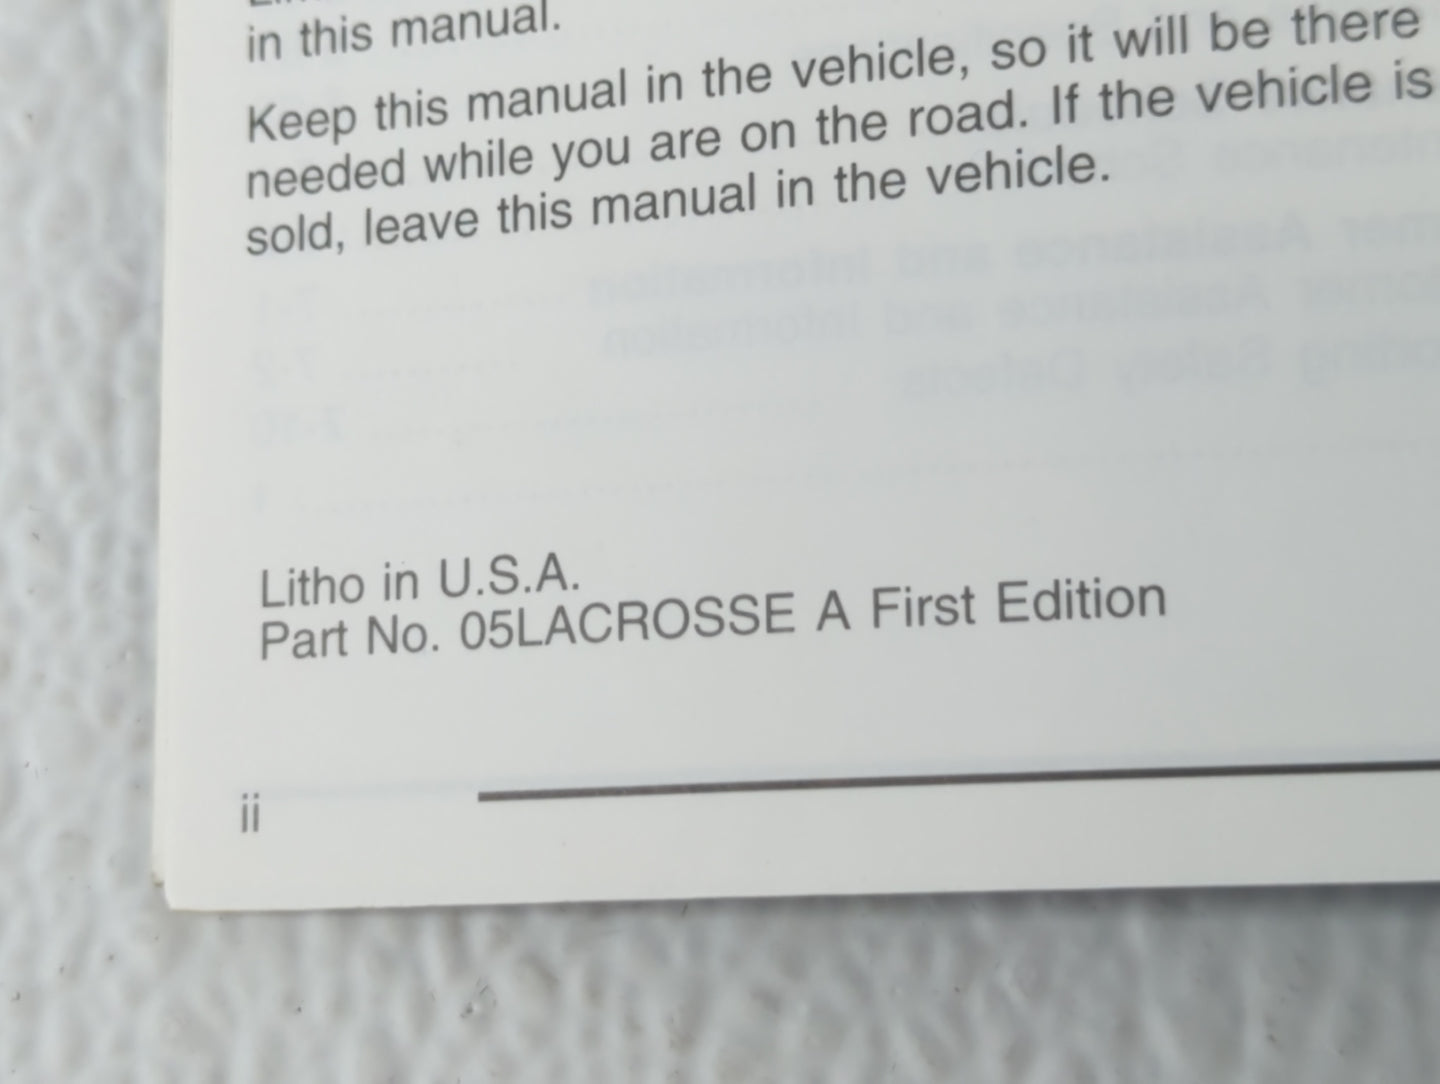 in this manual.
Keep this manual in the vehicle, so it will be there
needed while you are on the road. If the vehicle is
sold, leave this manual in the vehicle.
Litho in U.S.A.
Part No. 05LACROSSE A First Edition
ii